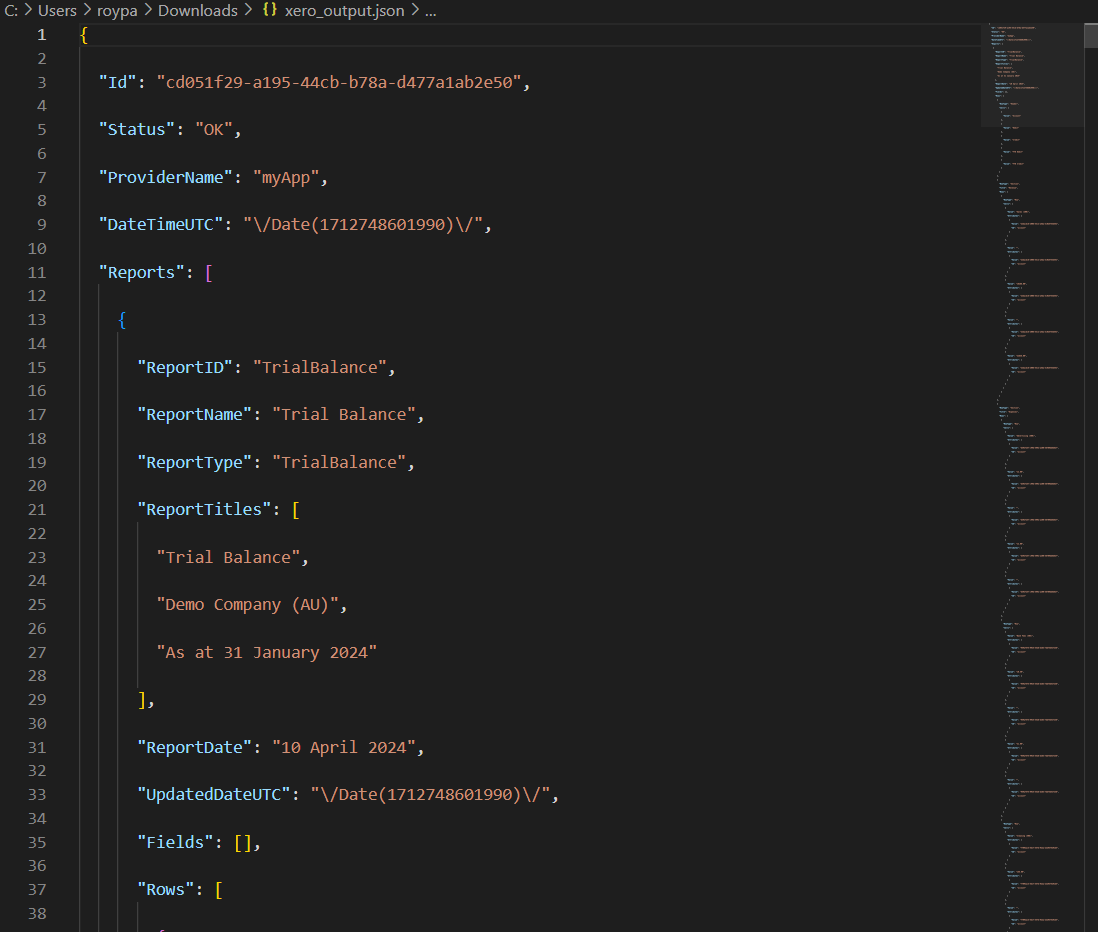 C: > Users > roypa > Downloads > {} xero_output.json > ...
1 {
2
3 "Id": "cd051f29-a195-44cb-b78a-d477a1ab2e50",
4
5 "Status": "OK",
6
7 "ProviderName": "myApp",
8
9 "DateTimeUTC": "\/Date(1712748601990)\/",
10
11 "Reports": [
12
13 {
14
15 "ReportID": "TrialBalance",
16
17 "ReportName": "Trial Balance",
18
19 "ReportType": "TrialBalance",
20
21 "ReportTitles": [
22
23 "Trial Balance",
24
25 "Demo Company (AU)",
26
27 "As at 31 January 2024"
28
29 ],
30
31 "ReportDate": "10 April 2024",
32
33 "UpdatedDateUTC": "\/Date(1712748601990)\/",
34
35 "Fields": [],
36
37 "Rows": [
38